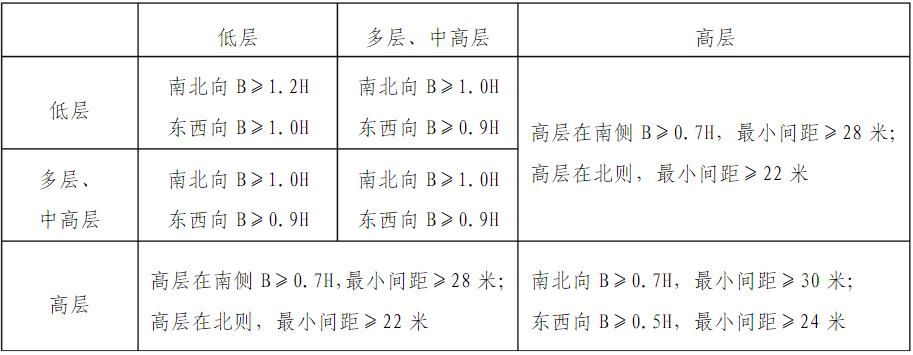 低层
多层、中高层
高层
低层
南北向 B≥1.2H
东西向 B≥1.0H
南北向 B≥1.0H
东西向 B≥0.9H
高层在南侧 B≥0.7H，最小间距≥28 米；
高层在北则，最小间距≥22 米
多层、
中高层
南北向 B≥1.0H
东西向 B≥0.9H
南北向 B≥1.0H
东西向 B≥0.9H
高层
高层在南侧 B≥0.7H,最小间距≥28 米；
高层在北则，最小间距≥22 米
南北向 B≥0.7H，最小间距≥30 米；
东西向 B≥0.5H，最小间距≥24 米